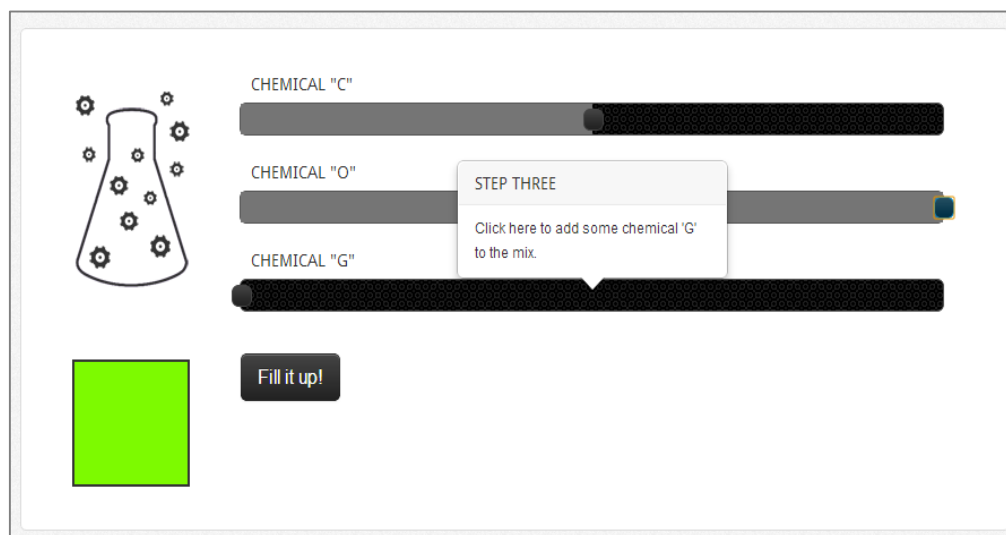 CHEMICAL "C"
CHEMICAL "O"
STEP THREE
Click here to add some chemical 'G'
to the mix.
CHEMICAL "G"
Fill it up!